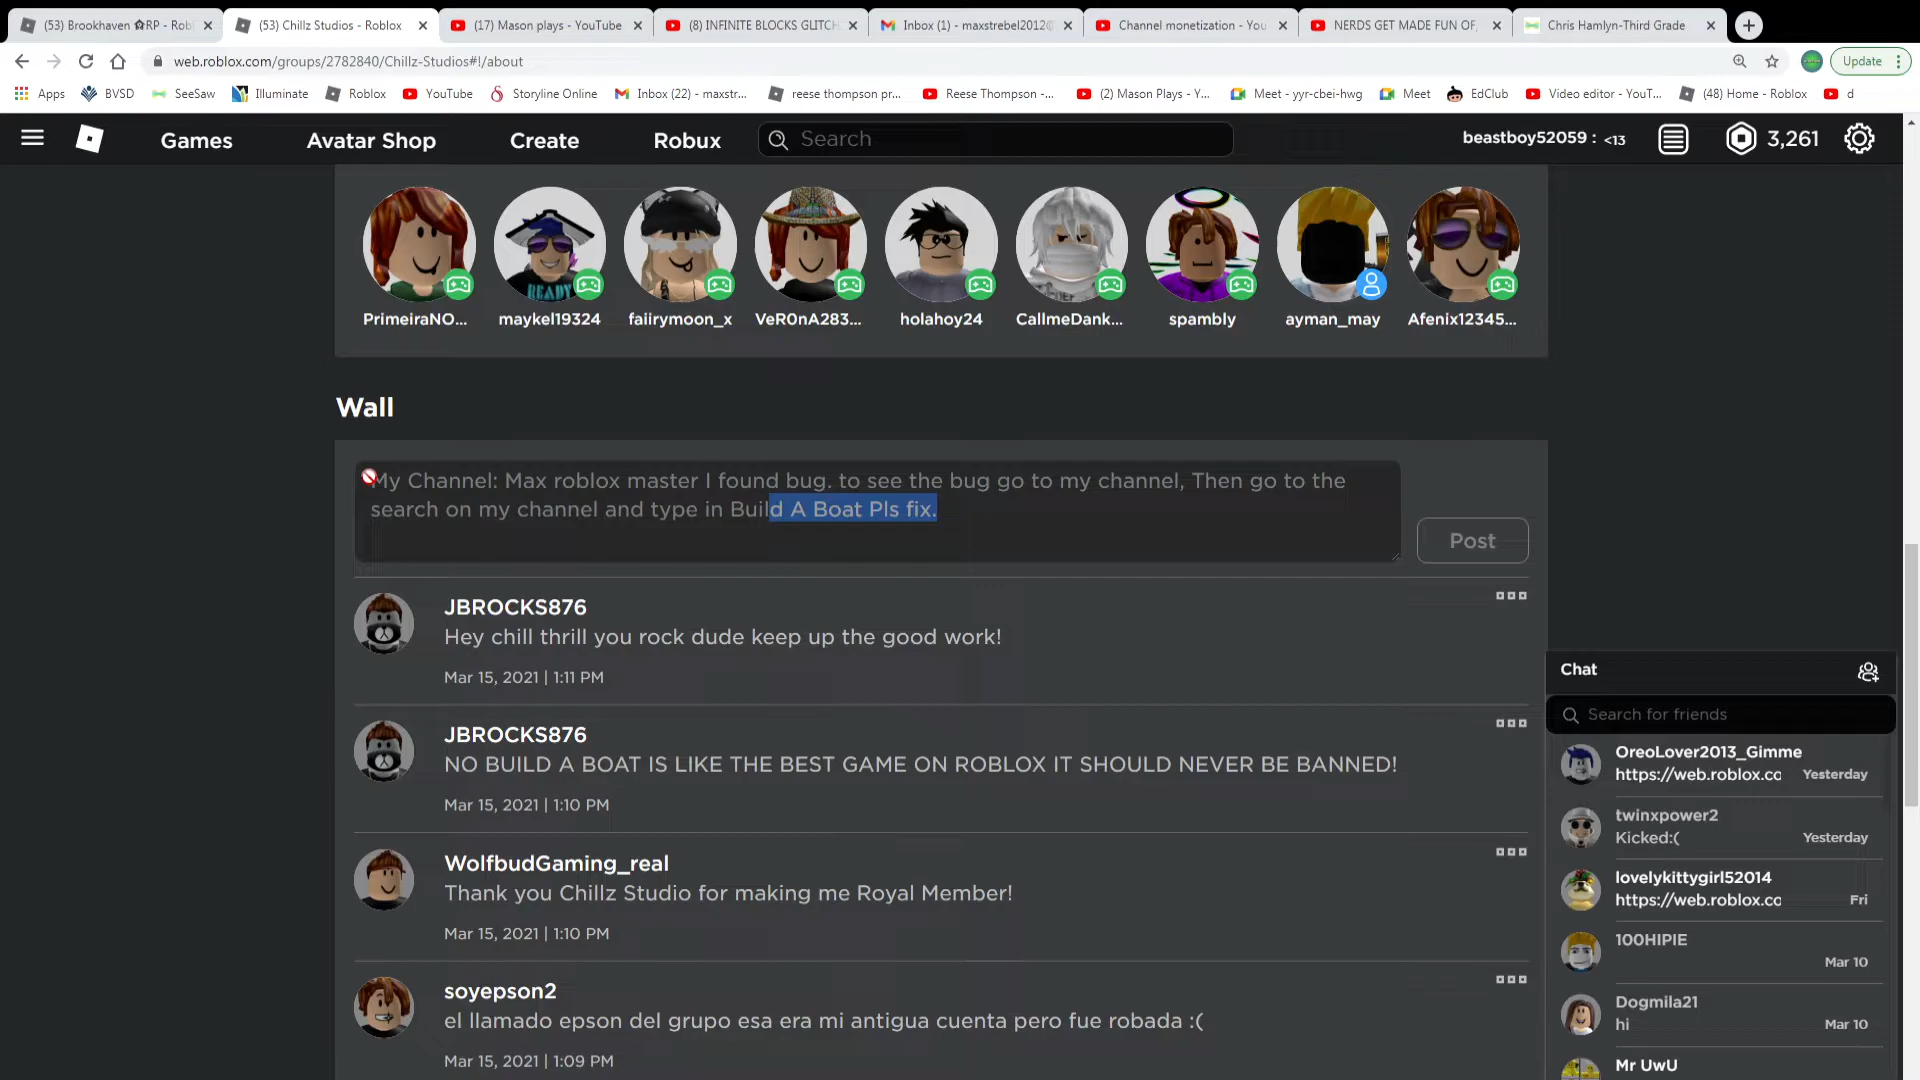 (53) Brookhaven RP - Robl
(53) Chillz Studios - Roblox
(17) Mason plays - YouTube
(8) INFINITE BLOCKS GLITCH
Inbox (1) - maxstrebel2012@
Channel monetization - You
NERDS GET MADE FUN OF,
Chris Hamlyn-Third Grade
web.roblox.com/groups/2782840/Chillz-Studios#!/about
Update
Apps
BVSD
SeeSaw
Illuminate
Roblox
YouTube
Storyline Online
Inbox (22) - maxstr...
reese thompson pr...
Reese Thompson -...
(2) Mason Plays - Y...
Meet - yyr-cbei-hwg
Meet
EdClub
Video editor - YouT...
(48) Home - Roblox
d
Games
Avatar Shop
Create
Robux
Search
beastboy52059 : <13
3,261
PrimeiraNO...
maykel19324
faiirymoon_x
VeR0nA283...
holahoy24
CallmeDank...
spambly
ayman_may
Afenix12345...
READY
Wall
My Channel: Max roblox master I found bug. to see the bug go to my channel, Then go to the
search on my channel and type in Build A Boat Pls fix.
Post
JBROCKS876
Hey chill thrill you rock dude keep up the good work!
Mar 15, 2021 | 1:11 PM
JBROCKS876
NO BUILD A BOAT IS LIKE THE BEST GAME ON ROBLOX IT SHOULD NEVER BE BANNED!
Mar 15, 2021 | 1:10 PM
WolfbudGaming_real
Thank you Chillz Studio for making me Royal Member!
Mar 15, 2021 | 1:10 PM
soyepson2
el llamado epson del grupo esa era mi antigua cuenta pero fue robada :(
Mar 15, 2021 | 1:09 PM
Chat
Search for friends
OreoLover2013_Gimme
https://web.roblox.co Yesterday
twinxpower2
Kicked:( Yesterday
lovelykittygirl52014
https://web.roblox.co Fri
100HIPIE
Mar 10
Dogmila21
hi Mar 10
Mr UwU